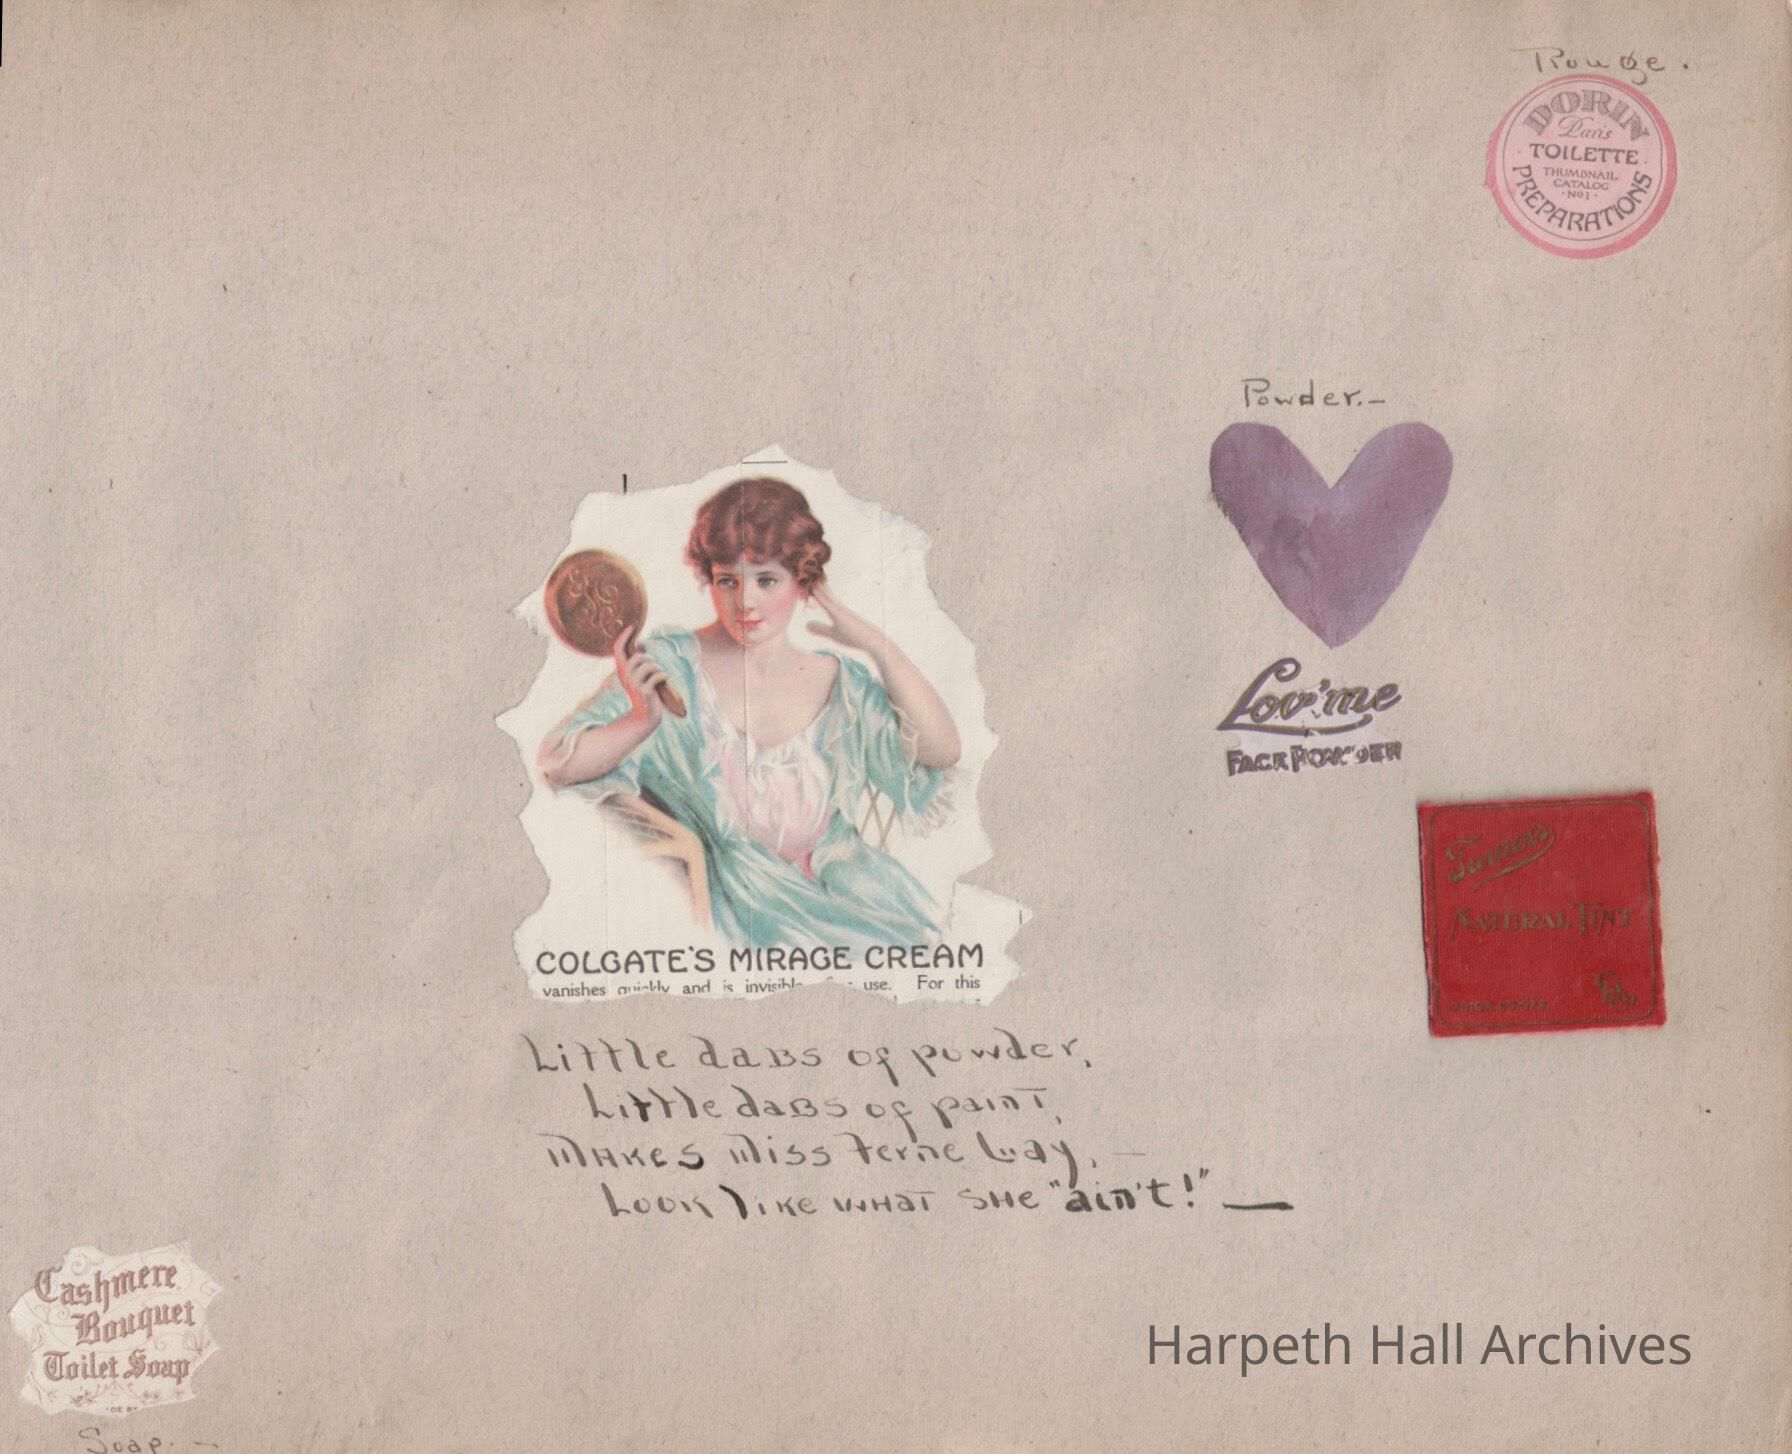 Rouge.
DORIN
Paris
TOILETTE
THUMBNAIL
CATALOG
·No 1·
PREPARATIONS
Powder.—
Lov'me
FACE POWDER
COLGATE'S MIRAGE CREAM
vanishes quickly and is invisible use. For this
Turner's
NATURAL TINT
Little daBs of powder,
Little daBs of paint,
Makes Miss Ferne Way,—
Look like what she "ain't!"—
Cashmere
Bouquet
Toilet Soap
Soap.—
Harpeth Hall Archives